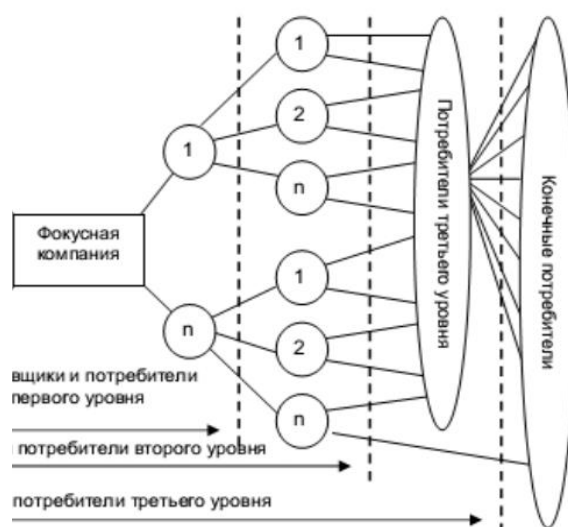 1
2
n
1
Фокусная
компания
n
1
2
n
Потребители третьего уровня
Конечные потребители
вщики и потребители
первого уровня
потребители второго уровня
потребители третьего уровня